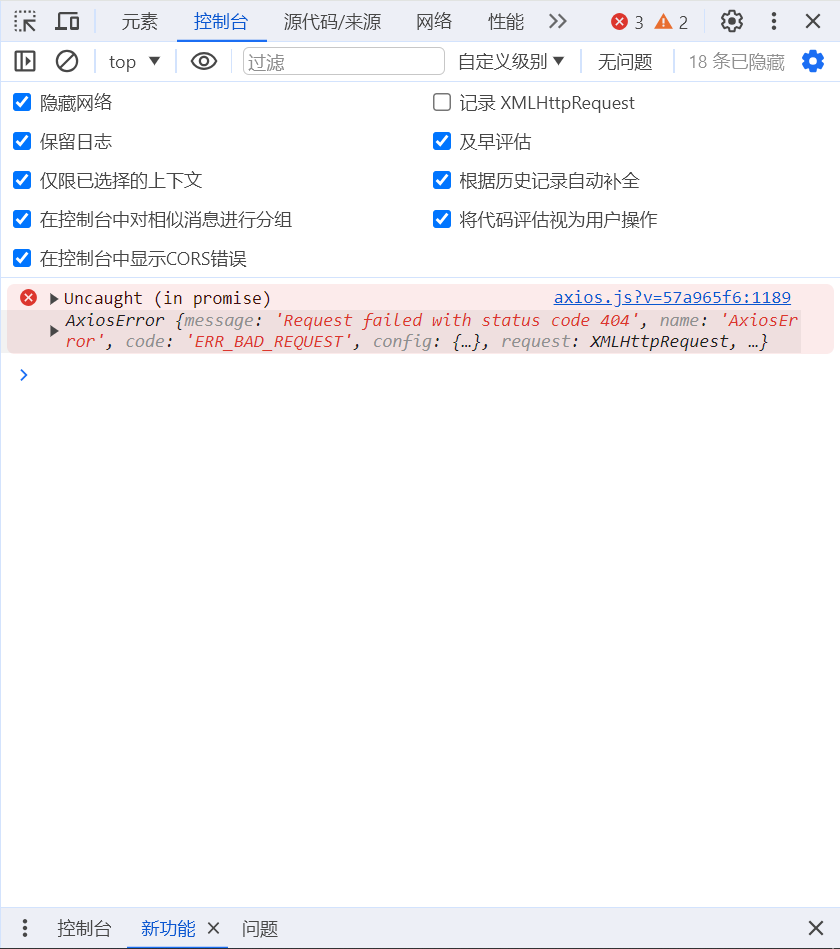 元素 控制台 源代码/来源 网络 性能 3 2
top 过滤 自定义级别 无问题 18 条已隐藏
隐藏网络 记录 XMLHttpRequest
保留日志 及早评估
仅限已选择的上下文 根据历史记录自动补全
在控制台中对相似消息进行分组 将代码评估视为用户操作
在控制台中显示CORS错误
Uncaught (in promise) axios.js?v=57a965f6:1189
AxiosError {message: 'Request failed with status code 404', name: 'AxiosEr
ror', code: 'ERR_BAD_REQUEST', config: {…}, request: XMLHttpRequest, …}
控制台 新功能 问题